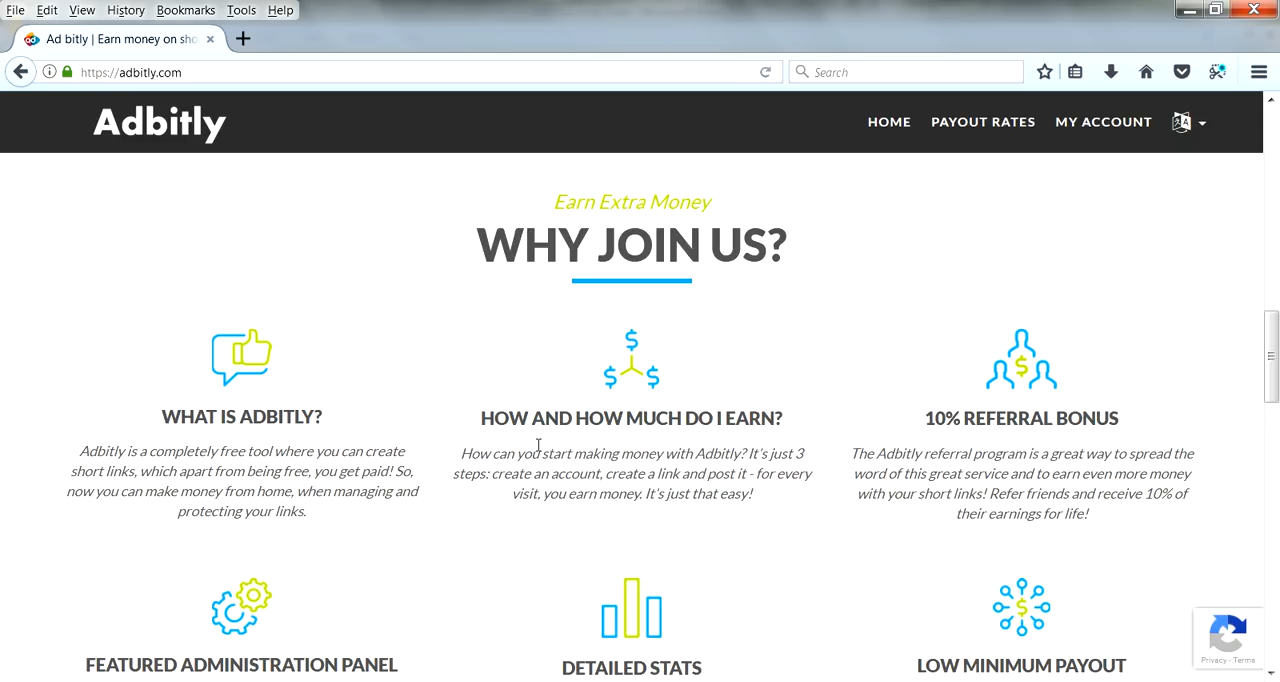 File Edit View History Bookmarks Tools Help
Ad bitly | Earn money on sho
https://adbitly.com
Search
Adbitly
HOME PAYOUT RATES MY ACCOUNT
Earn Extra Money
WHY JOIN US?
WHAT IS ADBITLY?
Adbitly is a completely free tool where you can create
short links, which apart from being free, you get paid! So,
now you can make money from home, when managing and
protecting your links.
HOW AND HOW MUCH DO I EARN?
How can you start making money with Adbitly? It's just 3
steps: create an account, create a link and post it - for every
visit, you earn money. It's just that easy!
10% REFERRAL BONUS
The Adbitly referral program is a great way to spread the
word of this great service and to earn even more money
with your short links! Refer friends and receive 10% of
their earnings for life!
FEATURED ADMINISTRATION PANEL
DETAILED STATS
LOW MINIMUM PAYOUT
Privacy - Terms